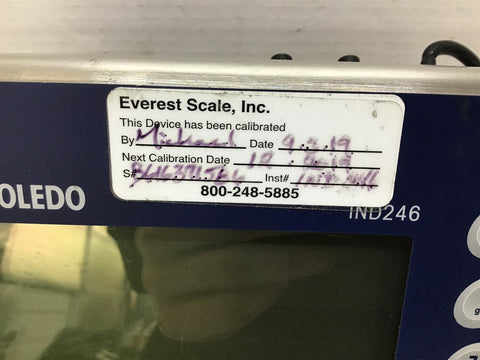 Everest Scale, Inc.
This Device has been calibrated
By Michael Date 9.3.19
Next Calibration Date
S# Inst#
800-248-5885
OLEDO
IND246